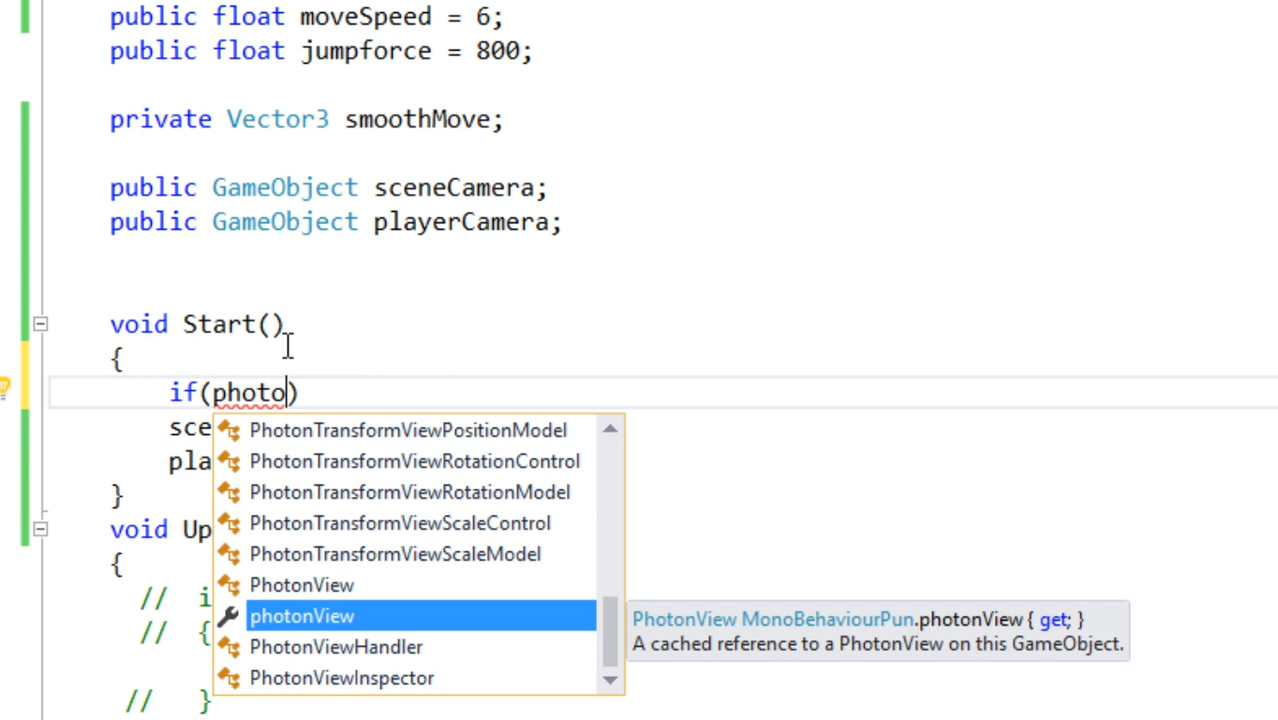 public float moveSpeed = 6;
public float jumpforce = 800;
private Vector3 smoothMove;
public GameObject sceneCamera;
public GameObject playerCamera;
void Start()
{
if(photo)
sce
pla
}
void Up
{
// i
// {
// }
PhotonTransformViewPositionModel
PhotonTransformViewRotationControl
PhotonTransformViewRotationModel
PhotonTransformViewScaleControl
PhotonTransformViewScaleModel
PhotonView
photonView
PhotonViewHandler
PhotonViewInspector
PhotonView MonoBehaviourPun.photonView { get; }
A cached reference to a PhotonView on this GameObject.